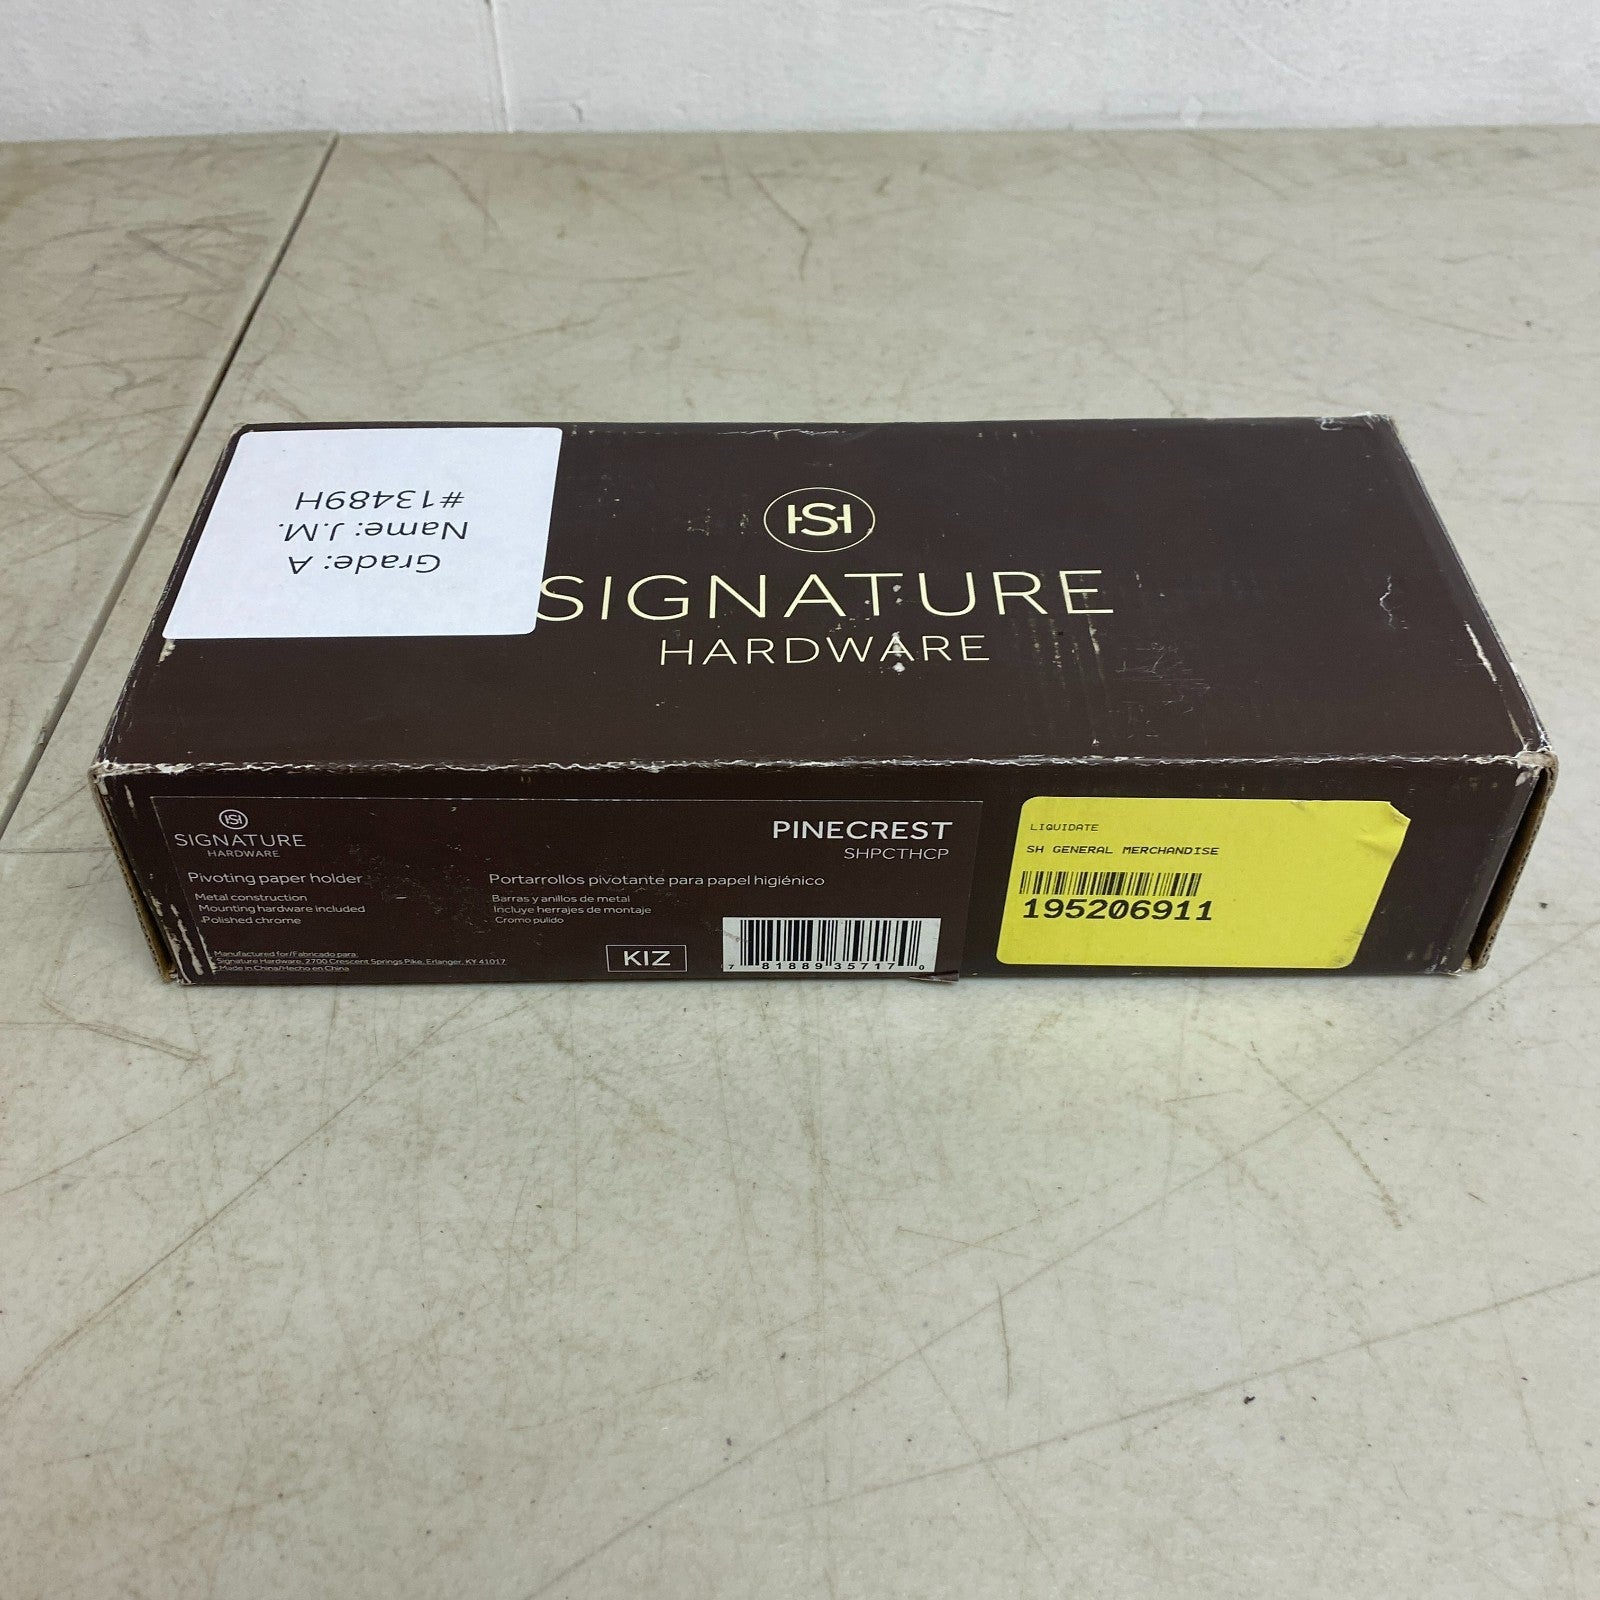 Grade: A
Name: J.M.
#13489H
HS
SIGNATURE
HARDWARE
HS
SIGNATURE
HARDWARE
Pivoting paper holder
Metal construction
Mounting hardware included
Polished chrome
Manufactured for/Fabricado para:
Signature Hardware, 2700 Crescent Springs Pike, Erlanger, KY 41017
Made in China/Hecho en China
PINECREST
SHPCTHCP
Portarrollos pivotante para papel higiénico
Barras y anillos de metal
Incluye herrajes de montaje
Cromo pulido
KIZ
7 81889 35717 0
LIQUIDATE
SH GENERAL MERCHANDISE
195206911